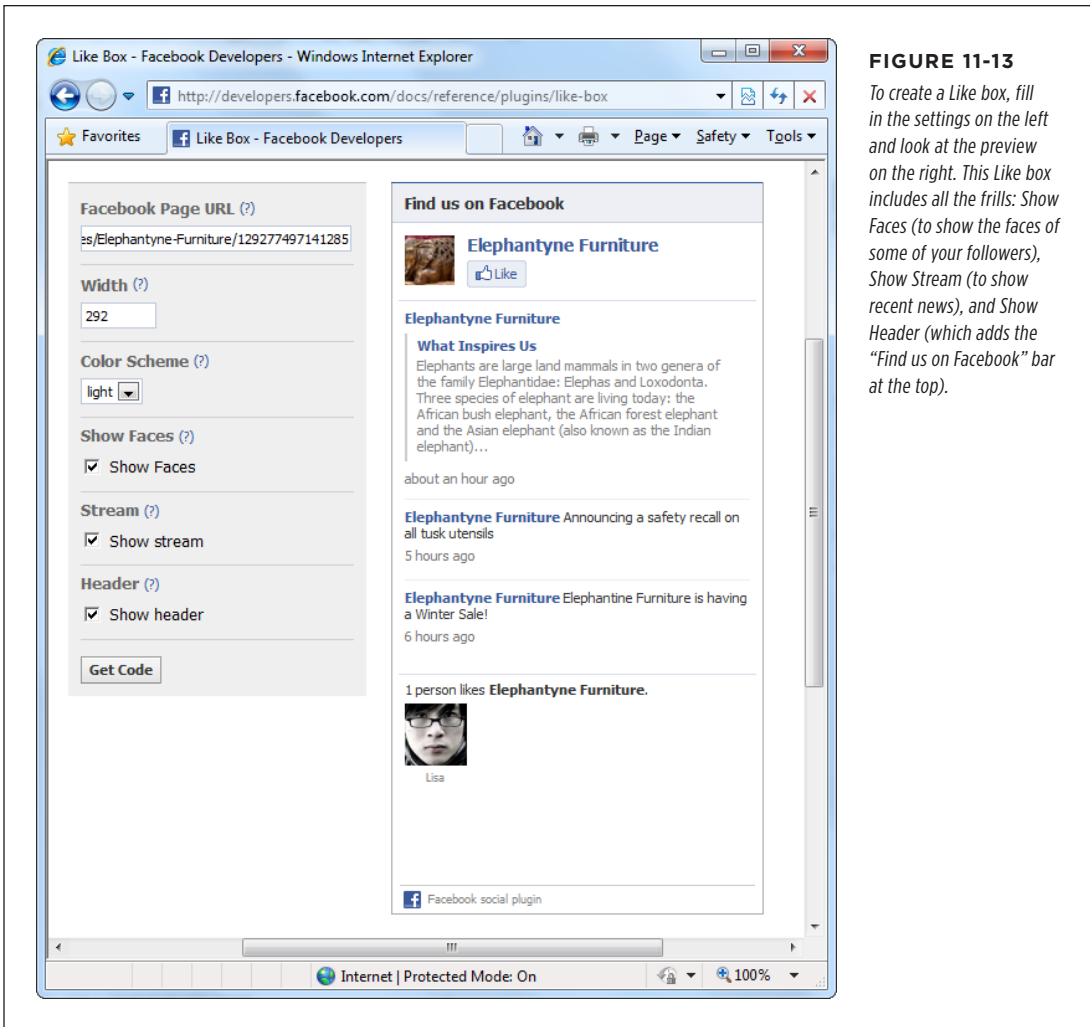 Like Box - Facebook Developers - Windows Internet Explorer
http://developers.facebook.com/docs/reference/plugins/like-box
Favorites
Like Box - Facebook Developers
Page
Safety
Tools
Facebook Page URL (?)
es/Elephantyne-Furniture/129277497141285
Width (?)
292
Color Scheme (?)
light
Show Faces (?)
Show Faces
Stream (?)
Show stream
Header (?)
Show header
Get Code
Find us on Facebook
Elephantyne Furniture
Like
Elephantyne Furniture
What Inspires Us
Elephants are large land mammals in two genera of
the family Elephantidae: Elephas and Loxodonta.
Three species of elephant are living today: the
African bush elephant, the African forest elephant
and the Asian elephant (also known as the Indian
elephant)...
about an hour ago
Elephantyne Furniture Announcing a safety recall on
all tusk utensils
5 hours ago
Elephantyne Furniture Elephantine Furniture is having
a Winter Sale!
6 hours ago
1 person likes Elephantyne Furniture.
Lisa
Facebook social plugin
Internet | Protected Mode: On
100%
FIGURE 11-13
To create a Like box, fill
in the settings on the left
and look at the preview
on the right. This Like box
includes all the frills: Show
Faces (to show the faces of
some of your followers),
Show Stream (to show
recent news), and Show
Header (which adds the
“Find us on Facebook” bar
at the top).